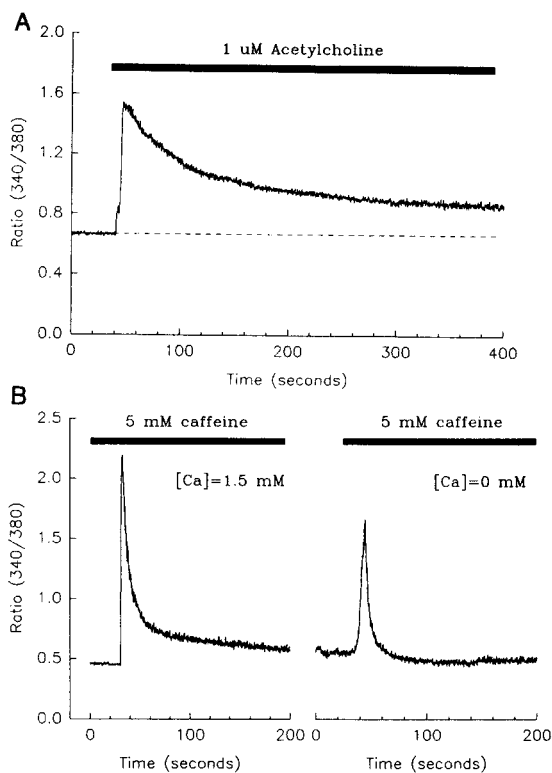 A
1 uM Acetylcholine
2.0
1.6
1.2
0.8
0.4
0.0
Ratio (340/380)
0 100 200 300 400
Time (seconds)
B
5 mM caffeine 5 mM caffeine
[Ca]=1.5 mM [Ca]=0 mM
2.5
2.0
1.5
1.0
0.5
0.0
Ratio (340/380)
0 200 100 200
Time (seconds) Time (seconds)